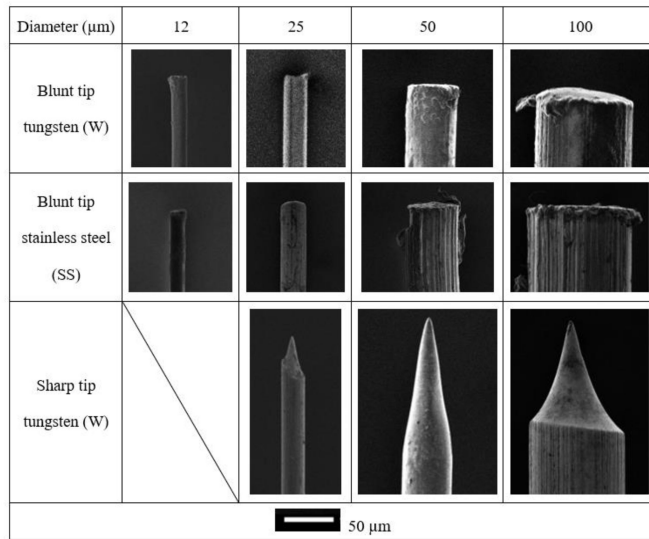 Diameter (µm) 12 25 50 100
Blunt tip
tungsten (W)
Blunt tip
stainless steel
(SS)
Sharp tip
tungsten (W)
50 µm